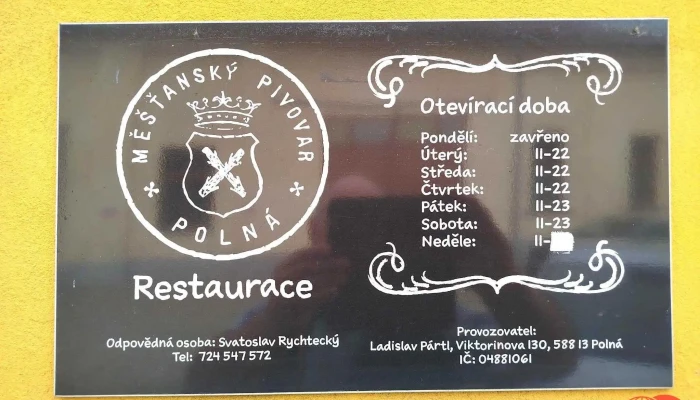 MĚŠŤANSKÝ PIVOVAR
POLNÁ
Restaurace
Odpovědná osoba: Svatoslav Rychtecký
Tel: 724 547 572
Otevírací doba
Pondělí: zavřeno
Úterý: 11-22
Středa: 11-22
Čtvrtek: 11-22
Pátek: 11-23
Sobota: 11-23
Neděle: 11-
Provozovatel:
Ladislav Pártl, Viktorinova 130, 588 13 Polná
IČ: 04881061